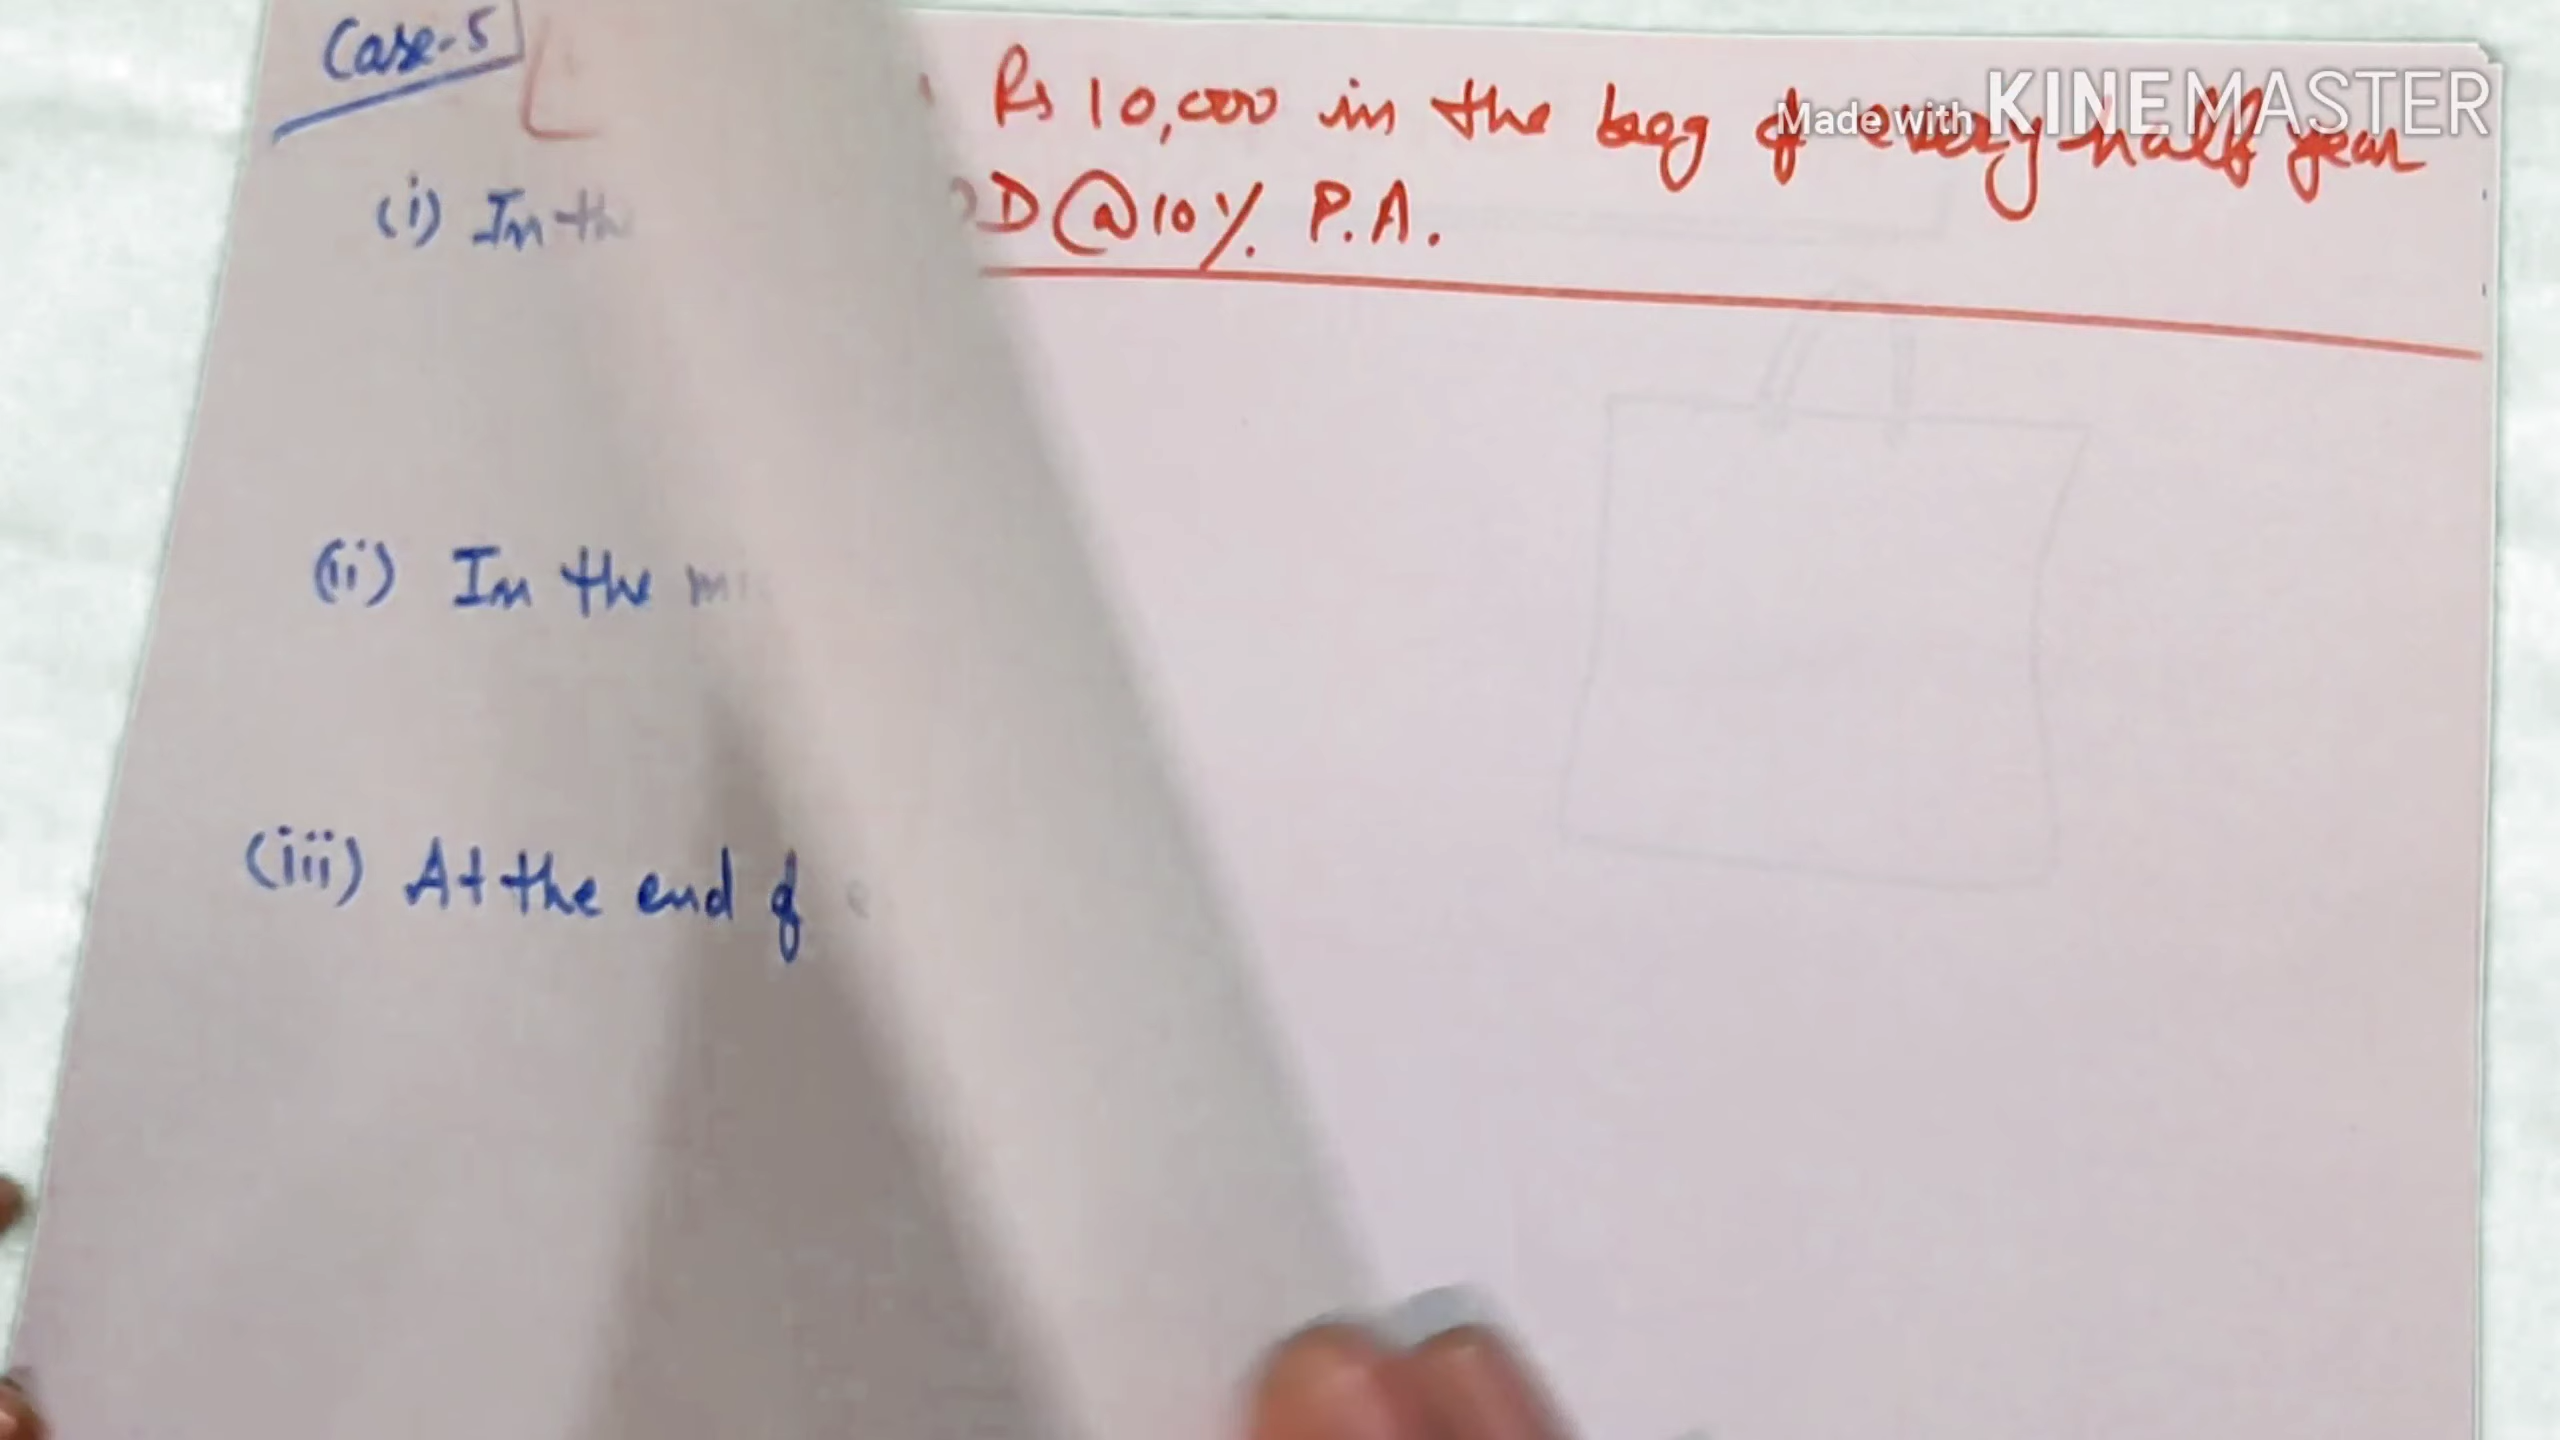 Case-5
Rs 10,000 in the beg of every half year
Made with KINEMASTER
D @ 10% P.A.
(i) In the
(ii) In the
(iii) At the end of